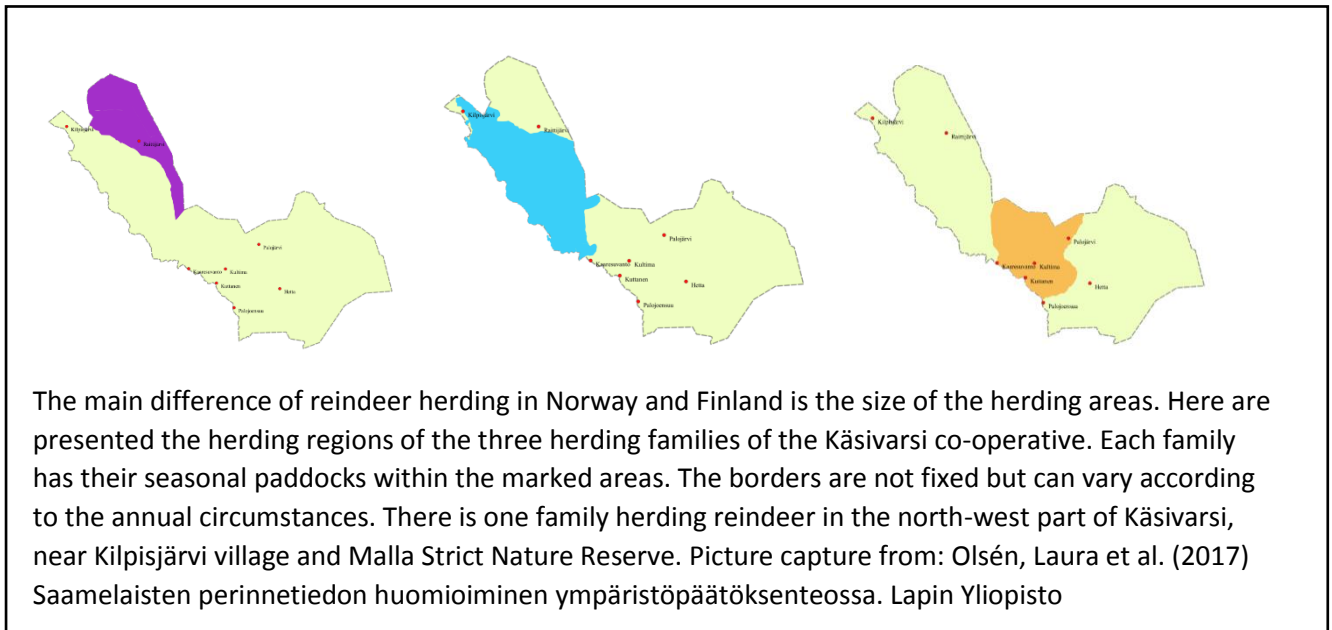 Kilpisjärvi
Raittijärvi
Palojärvi
Kaaresuvanto
Kultima
Kuttanen
Hetta
Palojoensuu
Kilpisjärvi
Raittijärvi
Palojärvi
Kaaresuvanto
Kultima
Kuttanen
Hetta
Palojoensuu
Kilpisjärvi
Raittijärvi
Palojärvi
Kaaresuvanto
Kultima
Kuttanen
Hetta
Palojoensuu
The main difference of reindeer herding in Norway and Finland is the size of the herding areas. Here are
presented the herding regions of the three herding families of the Käsivarsi co-operative. Each family
has their seasonal paddocks within the marked areas. The borders are not fixed but can vary according
to the annual circumstances. There is one family herding reindeer in the north-west part of Käsivarsi,
near Kilpisjärvi village and Malla Strict Nature Reserve. Picture capture from: Olsén, Laura et al. (2017)
Saamelaisten perinnetiedon huomioiminen ympäristöpäätöksenteossa. Lapin Yliopisto